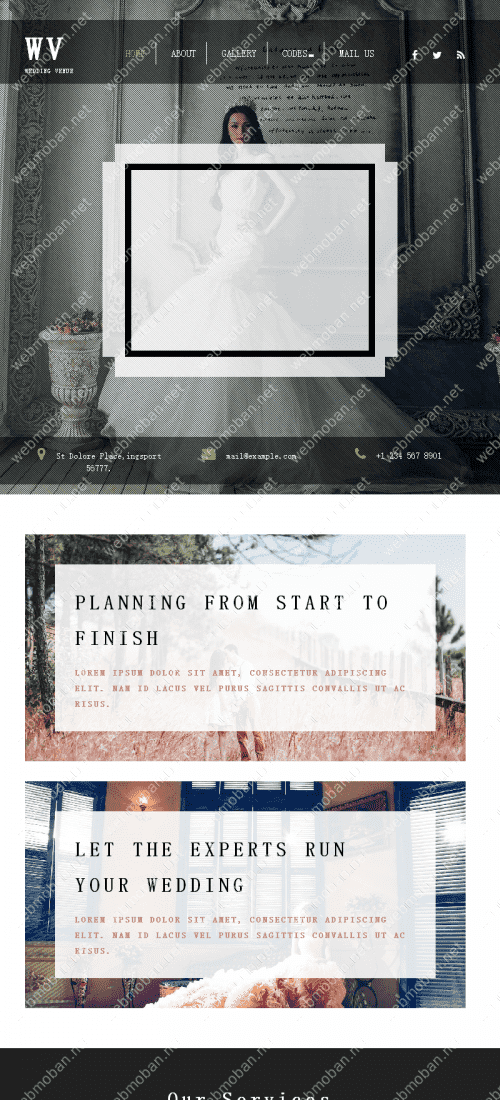 WV
WEDDING VENUE
HOME
ABOUT
GALLERY
CODES
MAIL US
St Dolore Place,ingsport
56777.
mail@example.com
+1 234 567 8901
PLANNING FROM START TO
FINISH
LOREM IPSUM DOLOR SIT AMET, CONSECTETUR ADIPISCING
ELIT. NAM ID LACUS VEL PURUS SAGITTIS CONVALLIS UT AC
RISUS.
LET THE EXPERTS RUN
YOUR WEDDING
LOREM IPSUM DOLOR SIT AMET, CONSECTETUR ADIPISCING
ELIT. NAM ID LACUS VEL PURUS SAGITTIS CONVALLIS UT AC
RISUS.
Our Services
webmoban.net